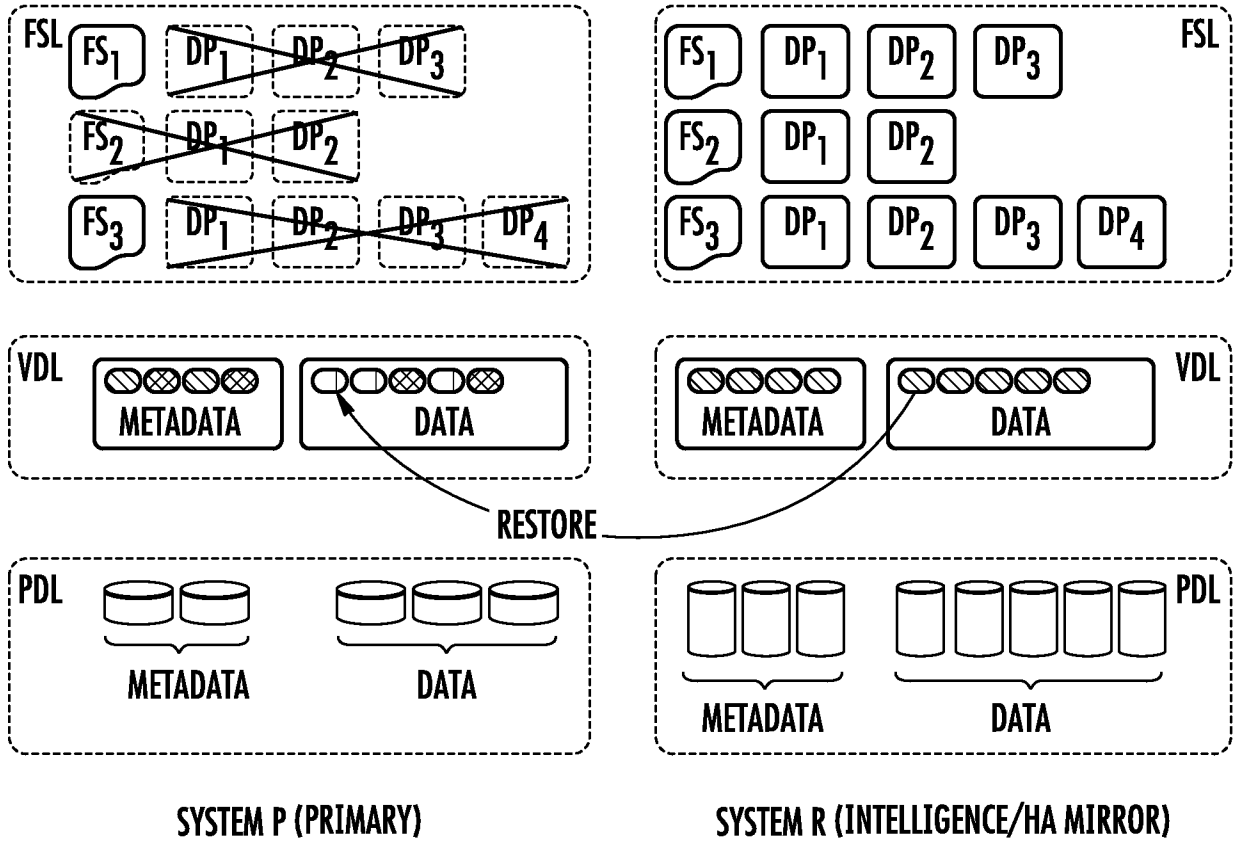 FSL FS1 DP1 DP2 DP3
FS2 DP1 DP2
FS3 DP1 DP2 DP3 DP4
FS1 DP1 DP2 DP3 FSL
FS2 DP1 DP2
FS3 DP1 DP2 DP3 DP4
VDL
METADATA DATA
VDL
METADATA DATA
RESTORE
PDL
METADATA DATA
PDL
METADATA DATA
SYSTEM P (PRIMARY)
SYSTEM R (INTELLIGENCE/HA MIRROR)